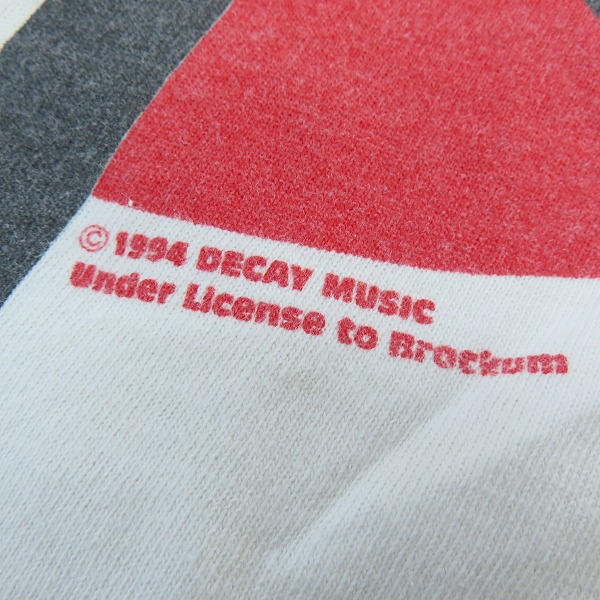 © 1994 DECAY MUSIC
Under License to Brockum